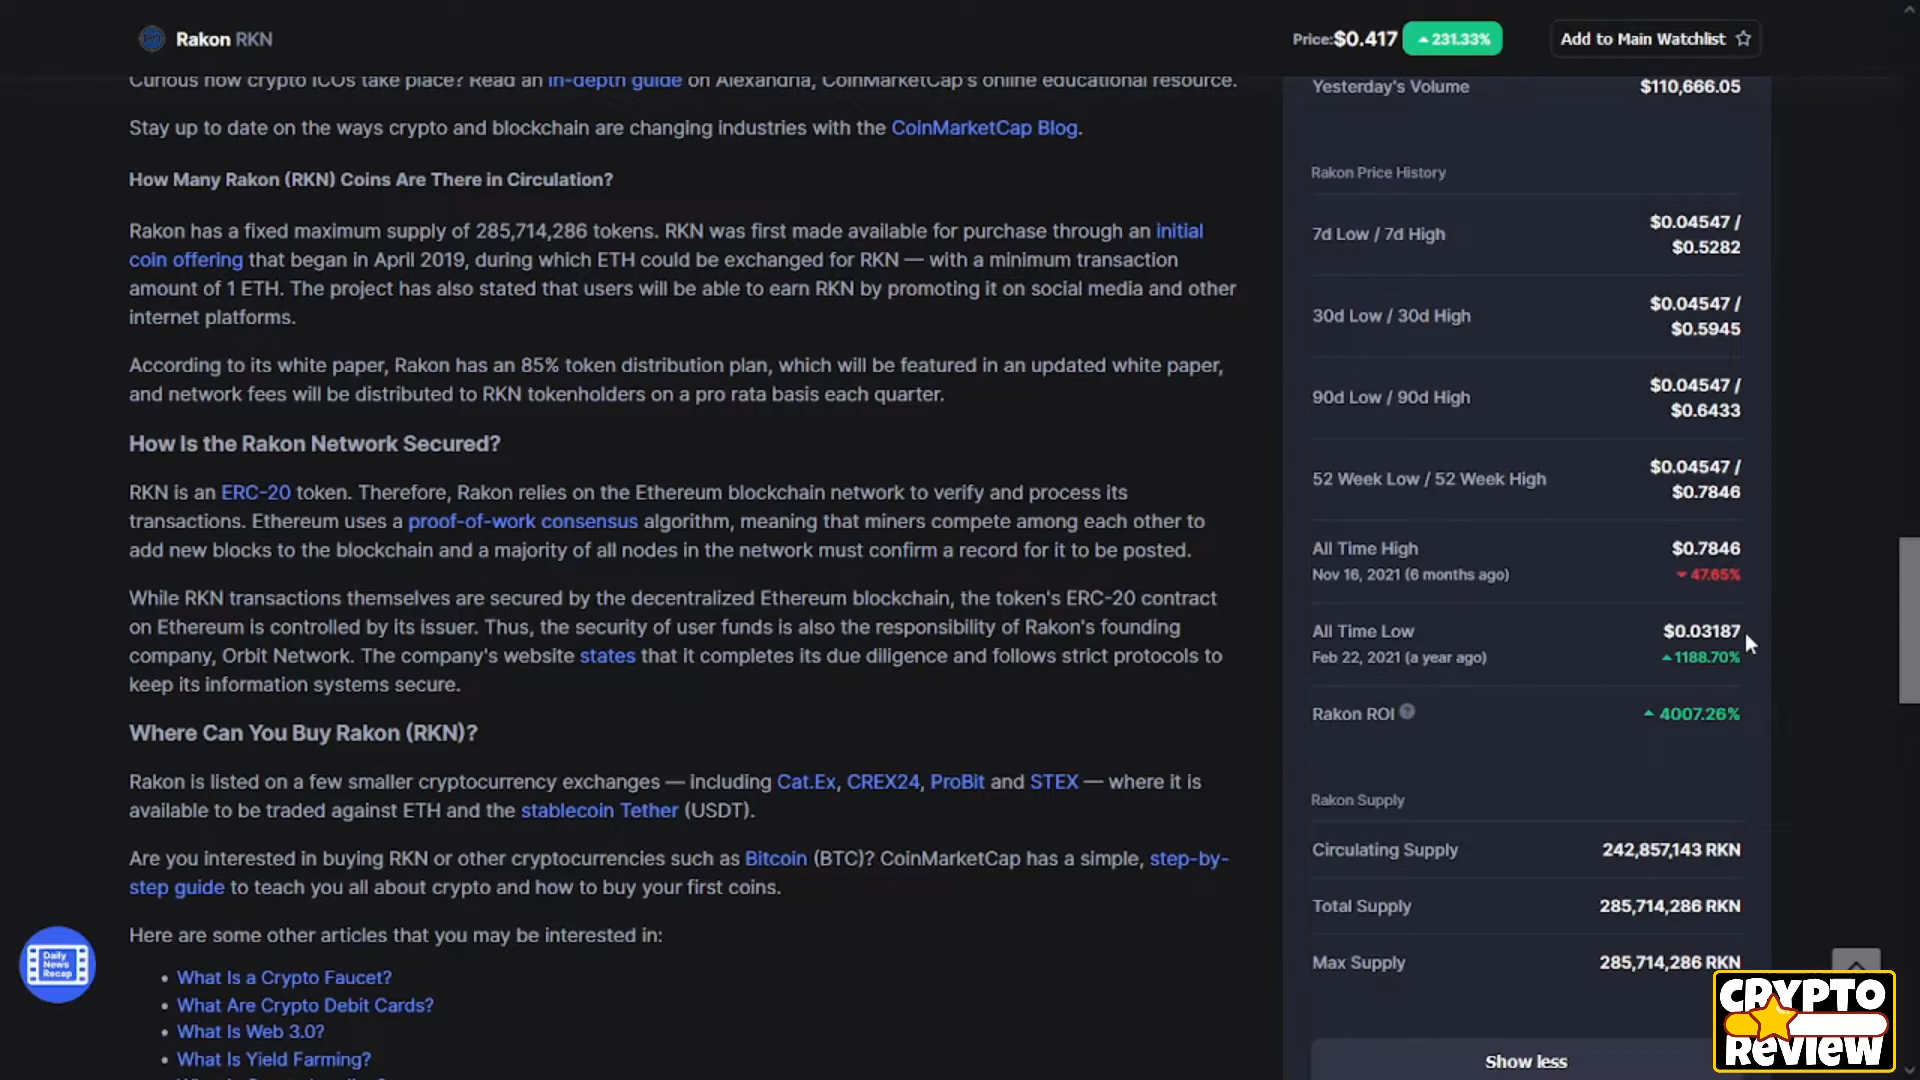 Rakon RKN
Price:$0.417 231.33%
Add to Main Watchlist
Curious how crypto ICOs take place? Read an in-depth guide on Alexandria, CoinMarketCap's online educational resource.
Stay up to date on the ways crypto and blockchain are changing industries with the CoinMarketCap Blog.
How Many Rakon (RKN) Coins Are There in Circulation?
Rakon has a fixed maximum supply of 285,714,286 tokens. RKN was first made available for purchase through an initial
coin offering that began in April 2019, during which ETH could be exchanged for RKN — with a minimum transaction
amount of 1 ETH. The project has also stated that users will be able to earn RKN by promoting it on social media and other
internet platforms.
According to its white paper, Rakon has an 85% token distribution plan, which will be featured in an updated white paper,
and network fees will be distributed to RKN tokenholders on a pro rata basis each quarter.
How Is the Rakon Network Secured?
RKN is an ERC-20 token. Therefore, Rakon relies on the Ethereum blockchain network to verify and process its
transactions. Ethereum uses a proof-of-work consensus algorithm, meaning that miners compete among each other to
add new blocks to the blockchain and a majority of all nodes in the network must confirm a record for it to be posted.
While RKN transactions themselves are secured by the decentralized Ethereum blockchain, the token's ERC-20 contract
on Ethereum is controlled by its issuer. Thus, the security of user funds is also the responsibility of Rakon's founding
company, Orbit Network. The company's website states that it completes its due diligence and follows strict protocols to
keep its information systems secure.
Where Can You Buy Rakon (RKN)?
Rakon is listed on a few smaller cryptocurrency exchanges — including Cat.Ex, CREX24, ProBit and STEX — where it is
available to be traded against ETH and the stablecoin Tether (USDT).
Are you interested in buying RKN or other cryptocurrencies such as Bitcoin (BTC)? CoinMarketCap has a simple, step-by-
step guide to teach you all about crypto and how to buy your first coins.
Here are some other articles that you may be interested in:
• What Is a Crypto Faucet?
• What Are Crypto Debit Cards?
• What Is Web 3.0?
• What Is Yield Farming?
Daily
News
Recap
Yesterday's Volume $110,666.05
Rakon Price History
7d Low / 7d High $0.04547 /
$0.5282
30d Low / 30d High $0.04547 /
$0.5945
90d Low / 90d High $0.04547 /
$0.6433
52 Week Low / 52 Week High $0.04547 /
$0.7846
All Time High $0.7846
Nov 16, 2021 (6 months ago) 47.65%
All Time Low $0.03187
Feb 22, 2021 (a year ago) 1188.70%
Rakon ROI 4007.26%
Rakon Supply
Circulating Supply 242,857,143 RKN
Total Supply 285,714,286 RKN
Max Supply 285,714,286 RKN
Show less
CRYPTO
REVIEW